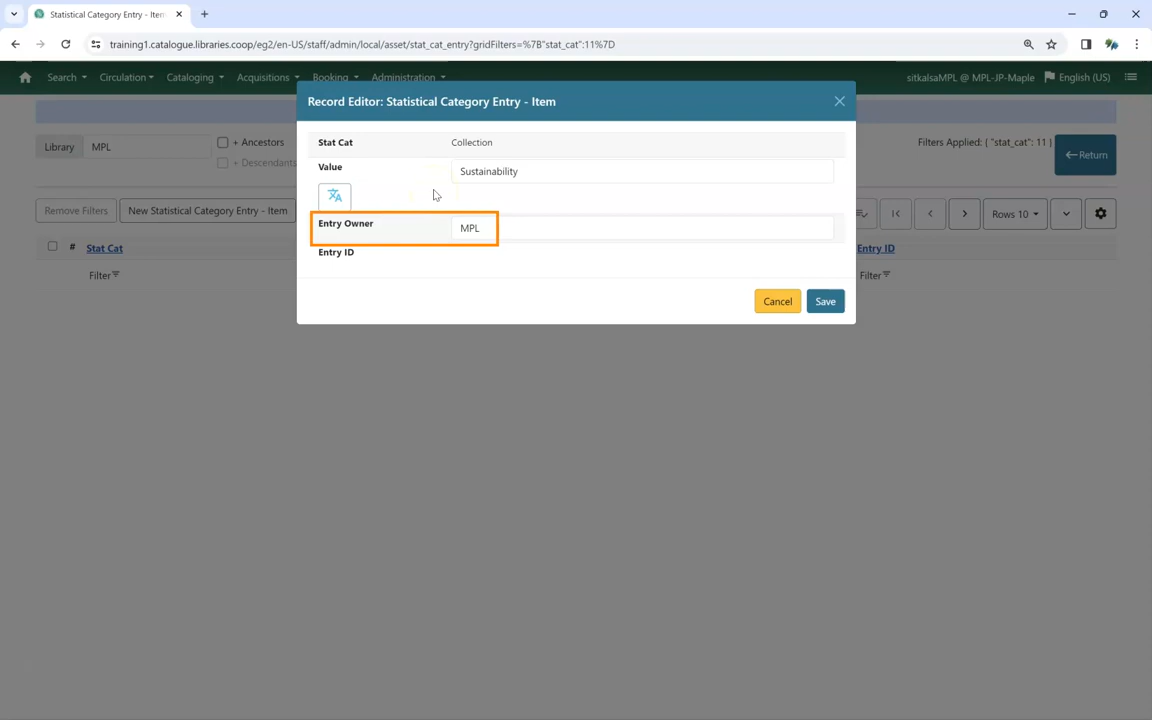 Statistical Category Entry - Item
training1.catalogue.libraries.coop/eg2/en-US/staff/admin/local/asset/stat_cat_entry?gridFilters=%7B"stat_cat":11%7D
Search Circulation Cataloging Acquisitions Booking Administration sitkalsaMPL @ MPL-JP-Maple English (US)
Record Editor: Statistical Category Entry - Item
Library MPL + Ancestors
+ Descendants
Filters Applied: { "stat_cat": 11 }
Return
Stat Cat Collection
Value Sustainability
Remove Filters New Statistical Category Entry - Item Rows 10
Entry Owner MPL
# Stat Cat Entry ID
Entry ID
Filter Filter
Cancel Save